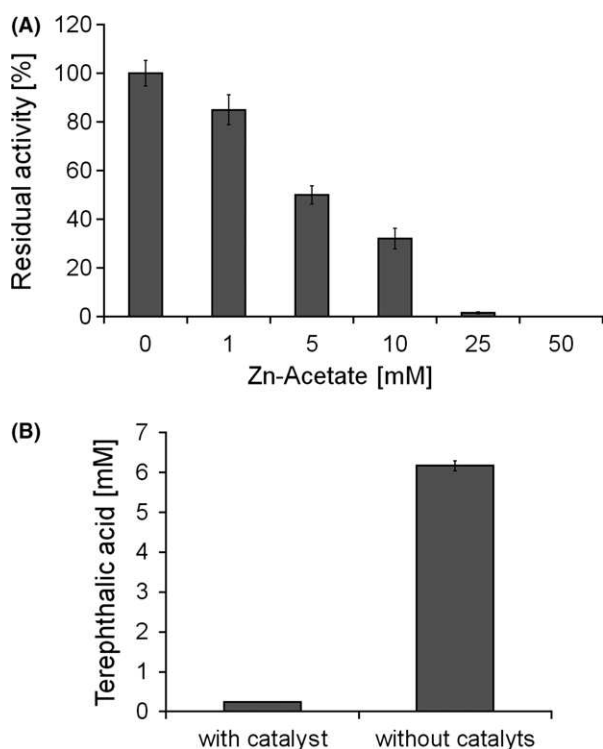 (A)
Residual activity [%]
120
100
80
60
40
20
0
0 1 5 10 25 50
Zn-Acetate [mM]
(B)
Terephthalic acid [mM]
7
6
5
4
3
2
1
0
with catalyst without catalyts